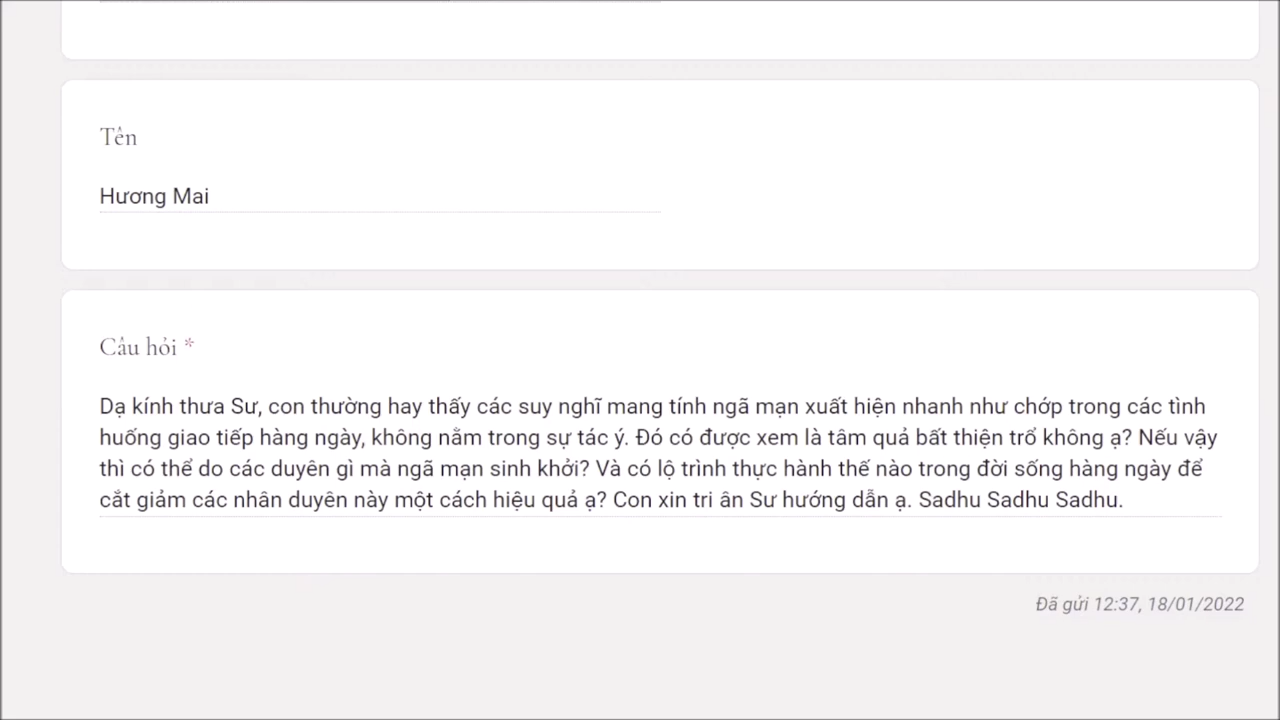 Tên
Hương Mai
Câu hỏi *
Dạ kính thưa Sư, con thường hay thấy các suy nghĩ mang tính ngã mạn xuất hiện nhanh như chớp trong các tình
huống giao tiếp hàng ngày, không nằm trong sự tác ý. Đó có được xem là tâm quả bất thiện trổ không ạ? Nếu vậy
thì có thể do các duyên gì mà ngã mạn sinh khởi? Và có lộ trình thực hành thế nào trong đời sống hàng ngày để
cắt giảm các nhân duyên này một cách hiệu quả ạ? Con xin tri ân Sư hướng dẫn ạ. Sadhu Sadhu Sadhu.
Đã gửi 12:37, 18/01/2022